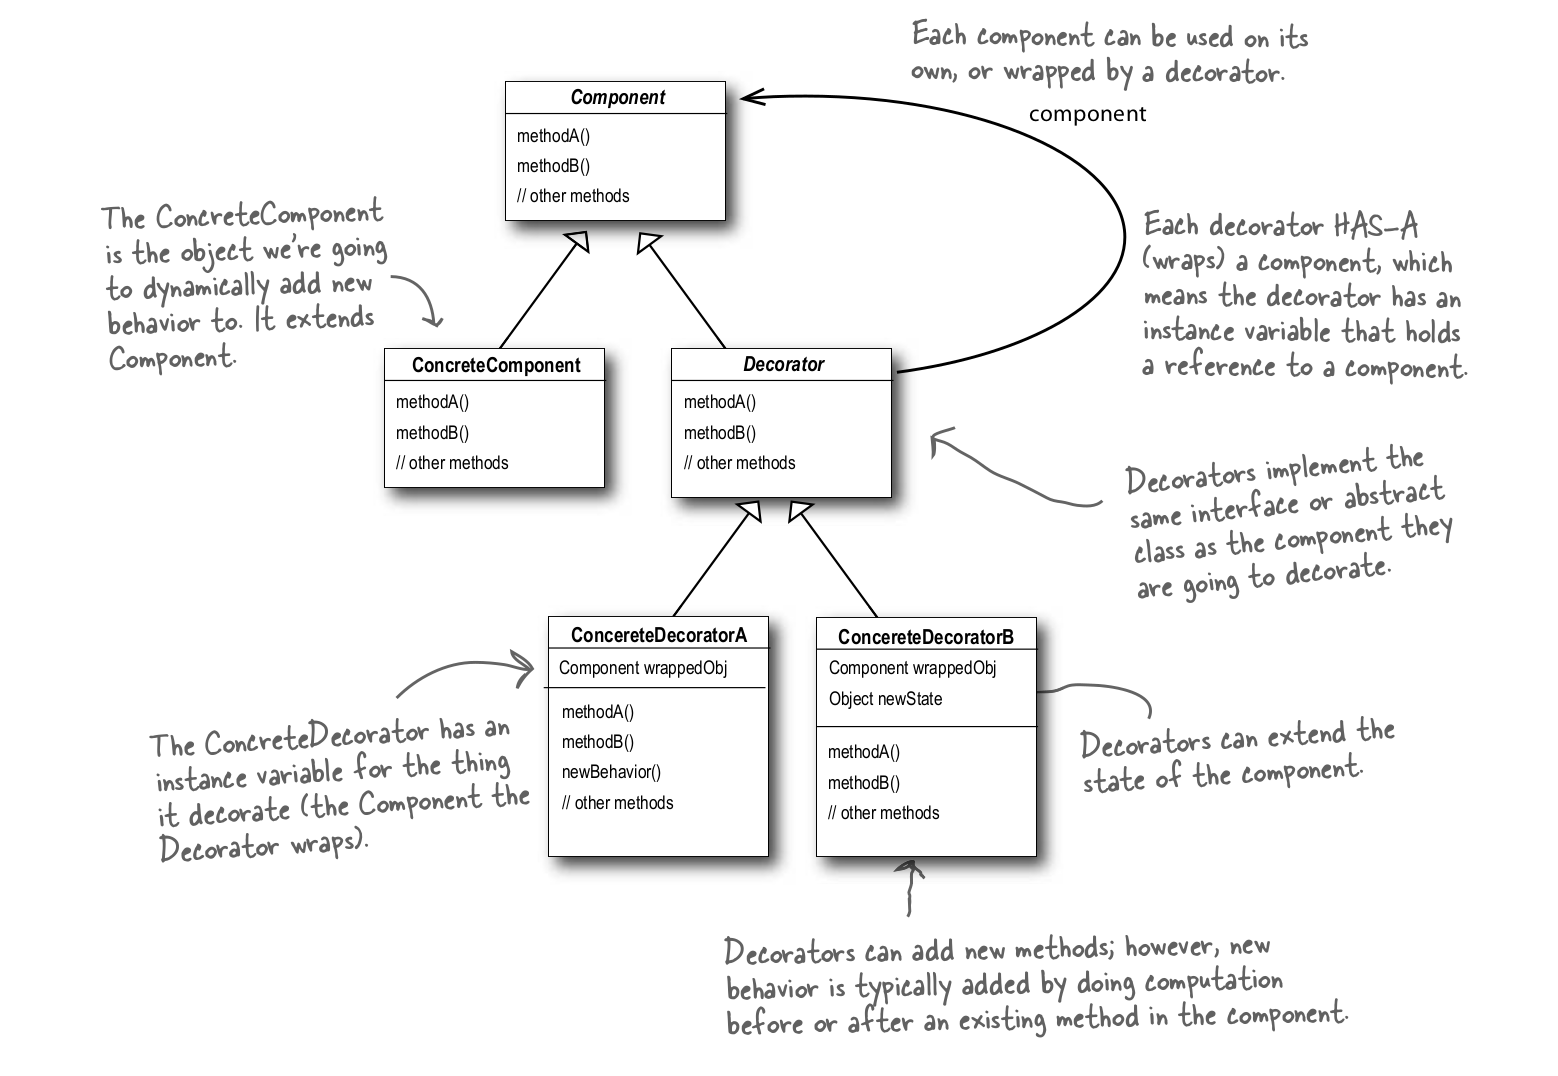 Each component can be used on its
own, or wrapped by a decorator.
component
Component
methodA()
methodB()
// other methods
The ConcreteComponent
is the object we're going
to dynamically add new
behavior to. It extends
Component.
Each decorator HAS-A
(wraps) a component, which
means the decorator has an
instance variable that holds
a reference to a component.
ConcreteComponent
methodA()
methodB()
// other methods
Decorator
methodA()
methodB()
// other methods
Decorators implement the
same interface or abstract
class as the component they
are going to decorate.
ConcereteDecoratorA
Component wrappedObj
methodA()
methodB()
newBehavior()
// other methods
ConcereteDecoratorB
Component wrappedObj
Object newState
methodA()
methodB()
// other methods
The ConcreteDecorator has an
instance variable for the thing
it decorate (the Component the
Decorator wraps).
Decorators can extend the
state of the component.
Decorators can add new methods; however, new
behavior is typically added by doing computation
before or after an existing method in the component.